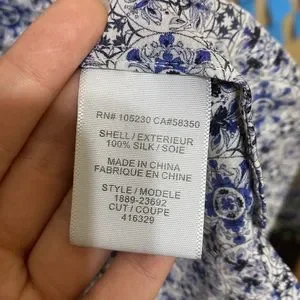 RN# 105230 CA#58350
SHELL / EXTERIEUR
100% SILK / SOIE
MADE IN CHINA
FABRIQUE EN CHINE
STYLE / MODELE
1889-23692
CUT / COUPE
416329